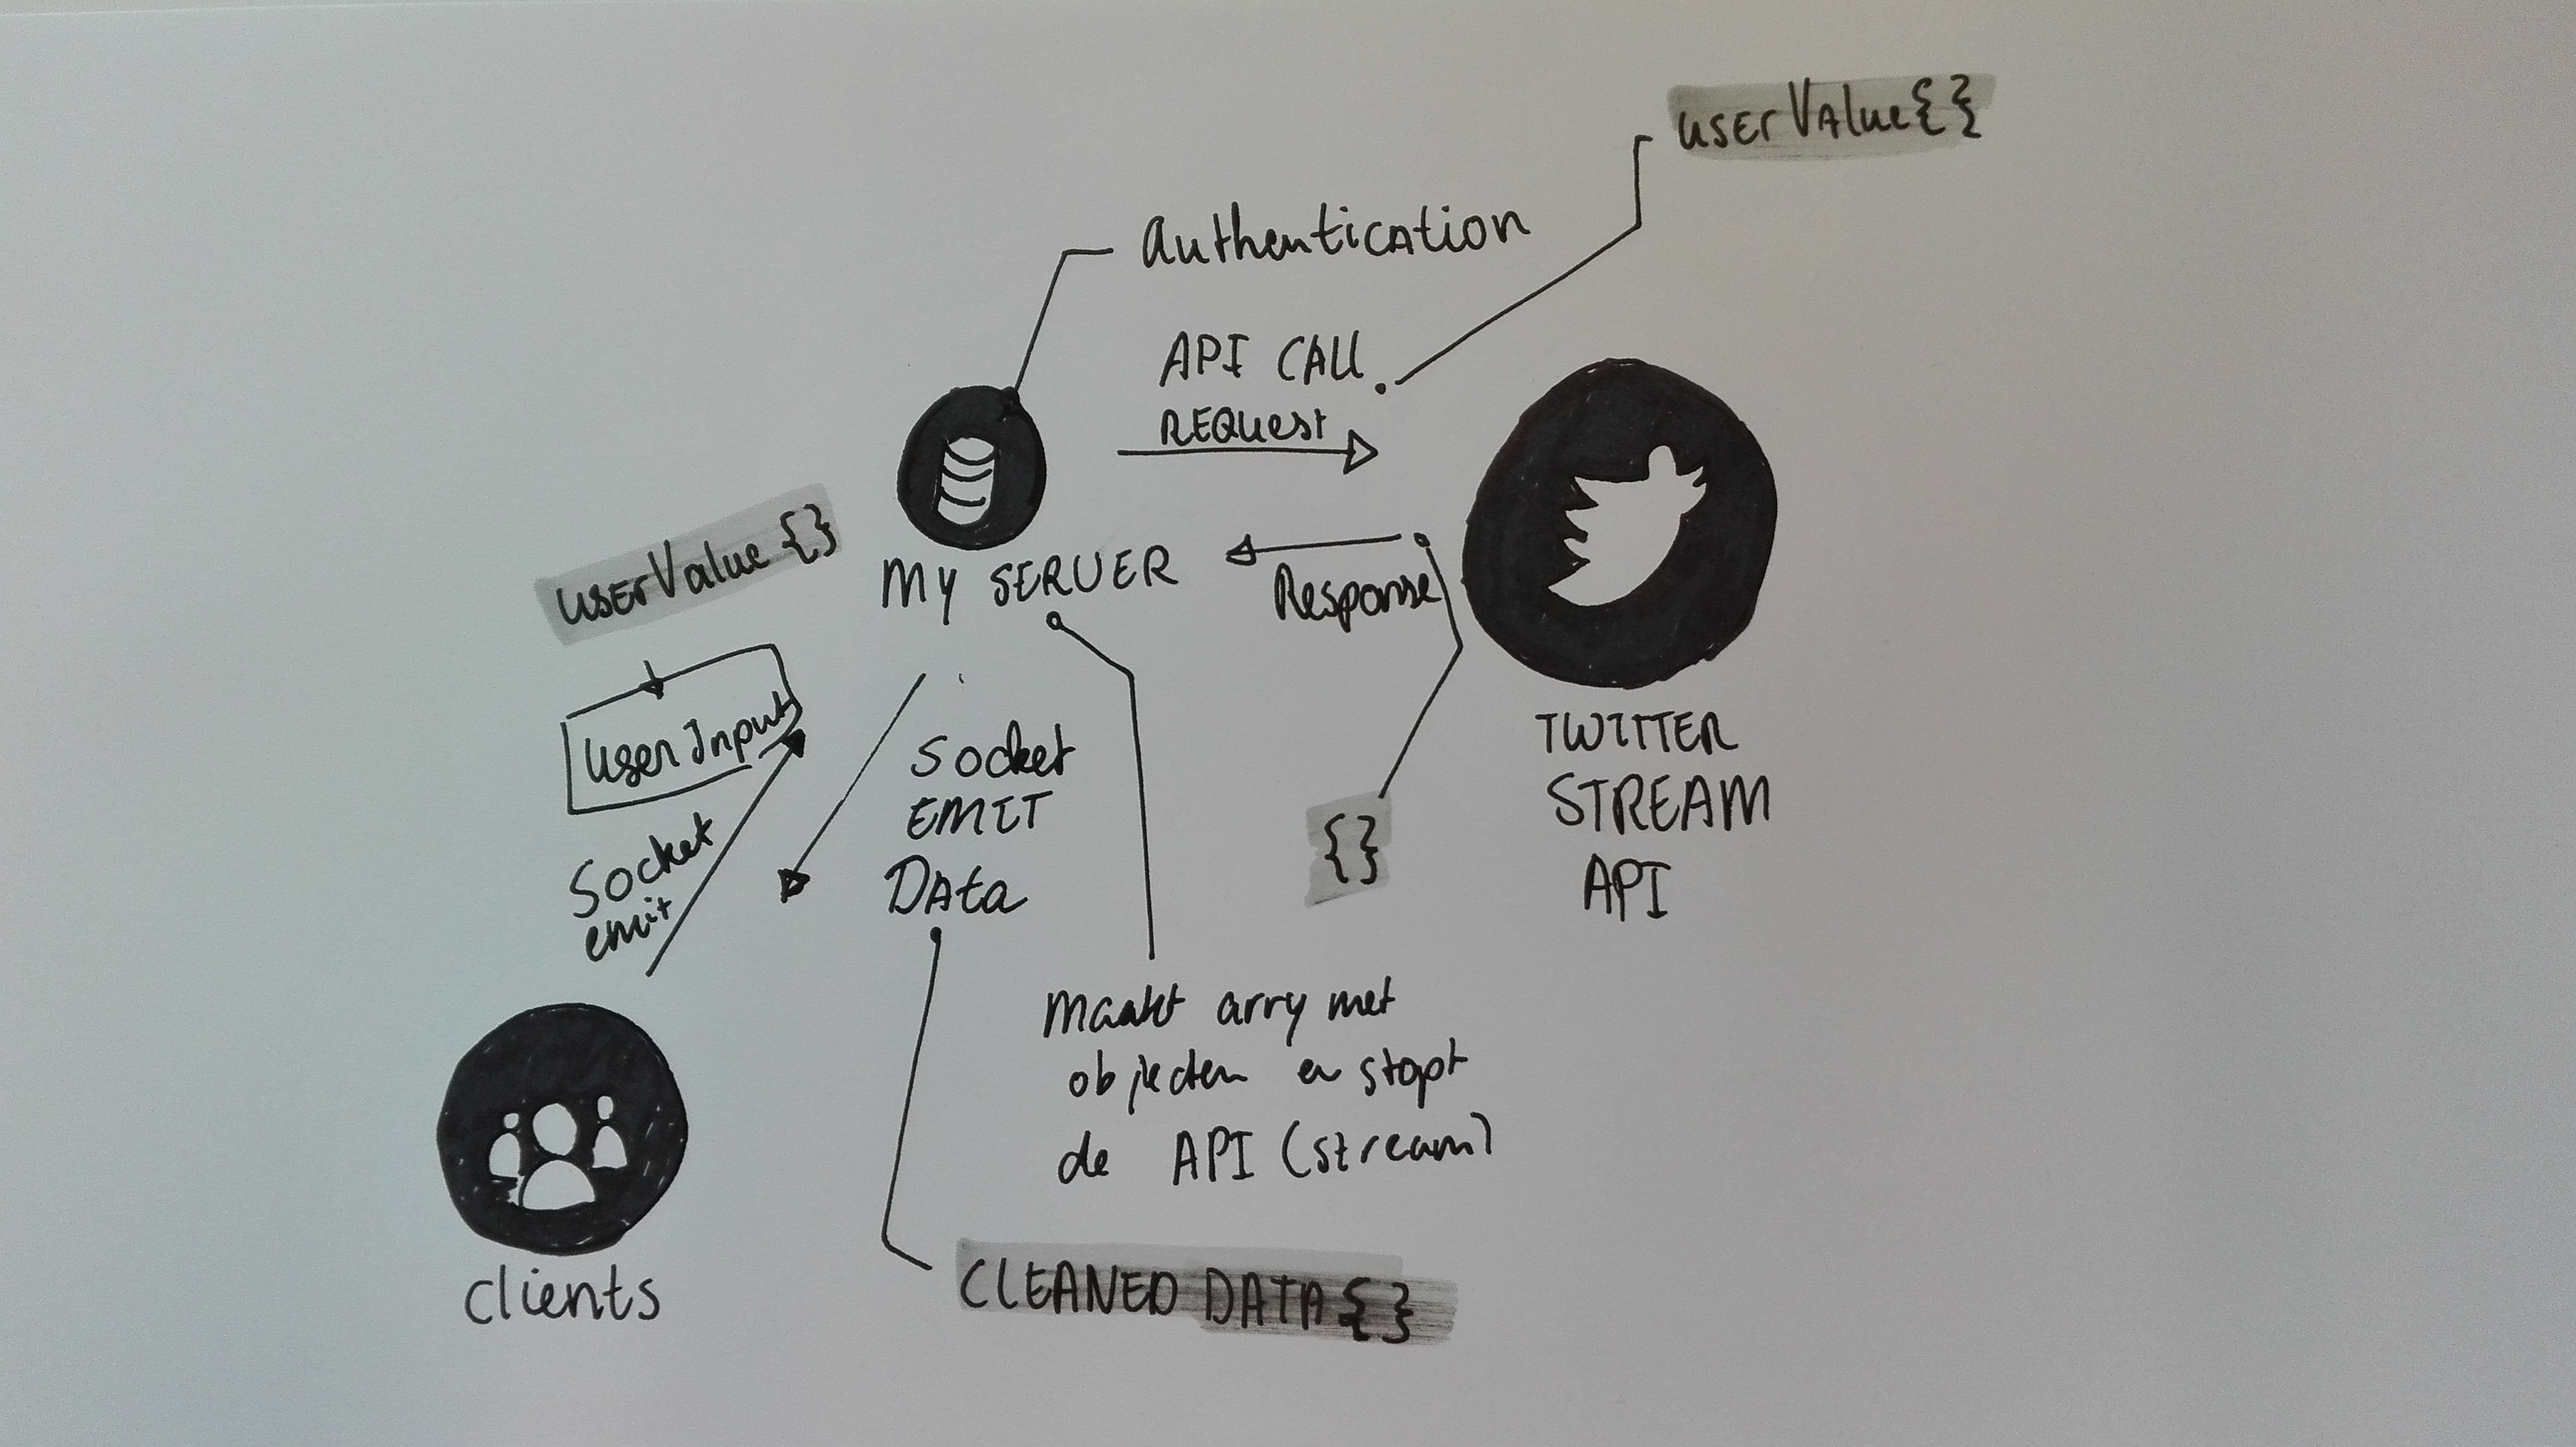 userValue{}
Authentication
API CALL
REQuest
MY SERVER
Response
userValue {}
user Input
Socket
emit
Socket
EMIT
DAta
{}
TWITTER
STREAM
API
maakt arry met
objecten en stopt
de API (stream)
clients
CLEANED DATA{}